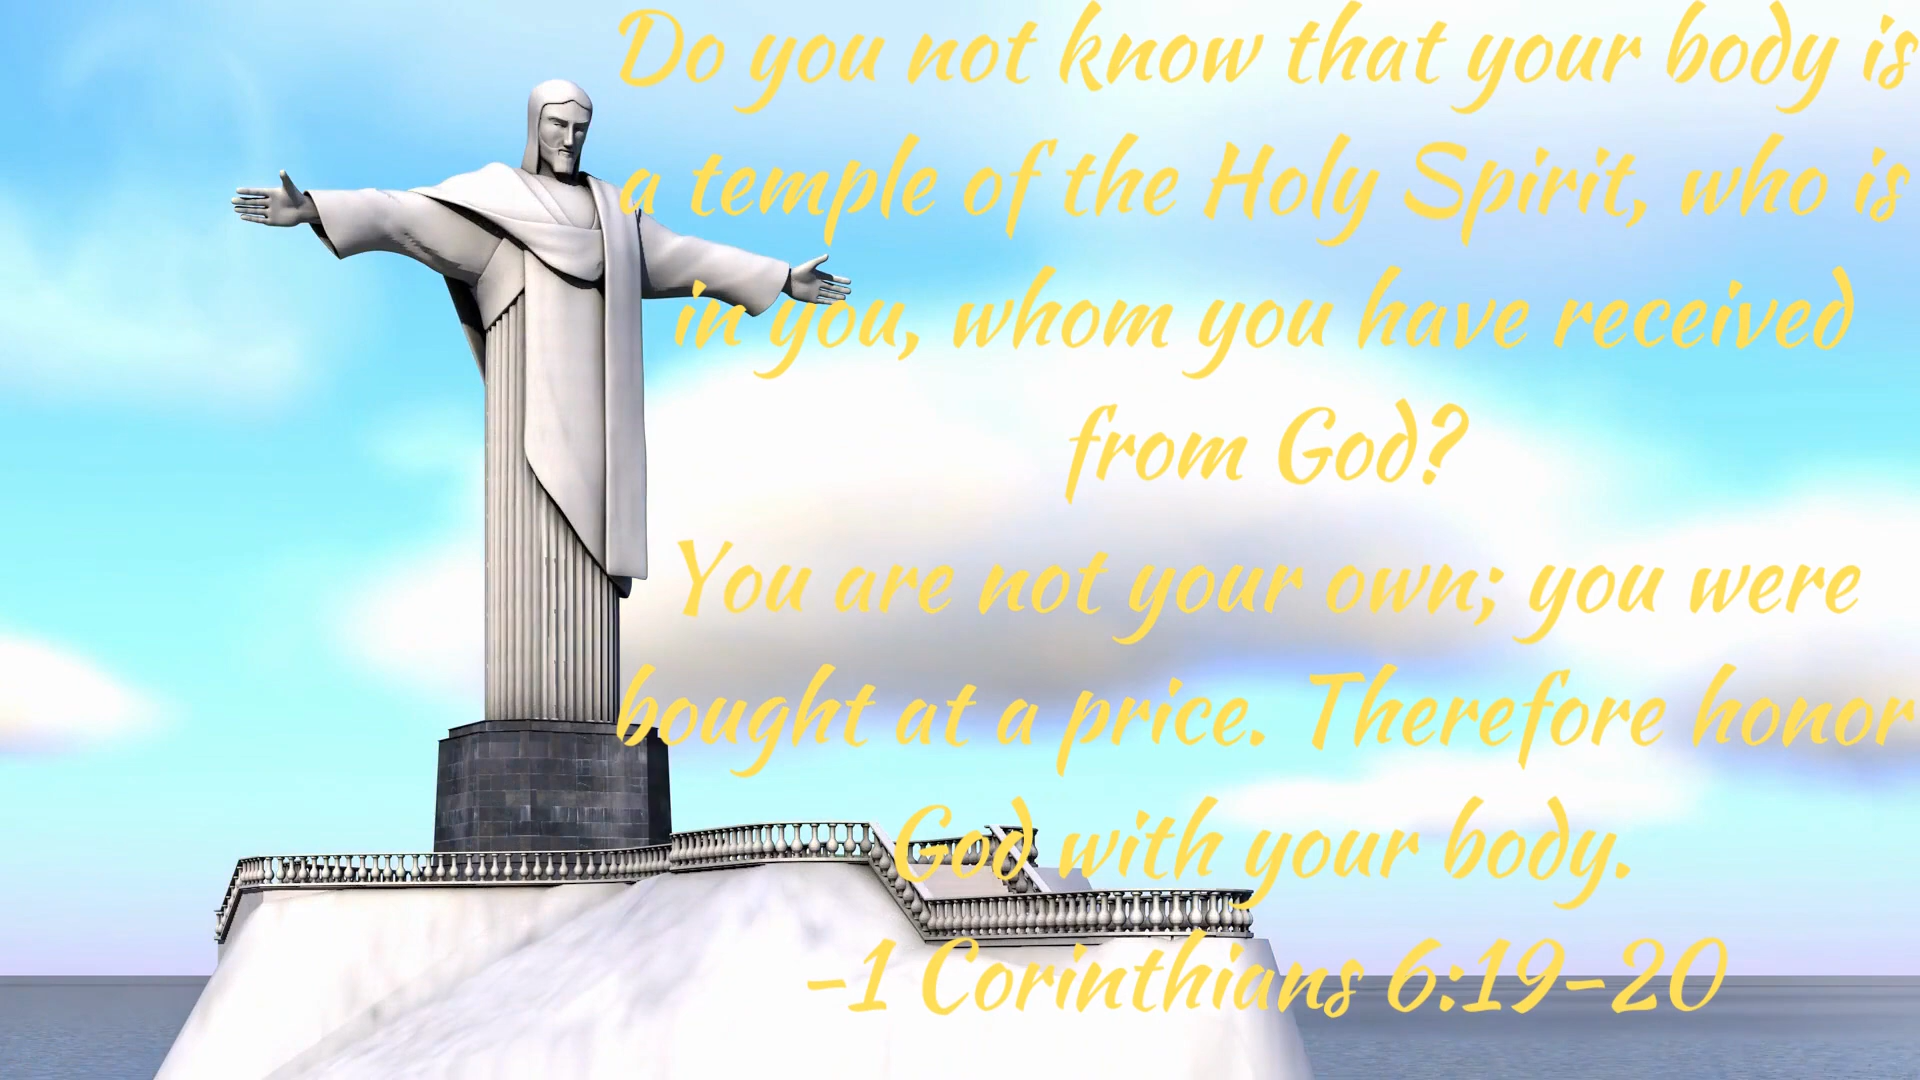 Do you not know that your body is
a temple of the Holy Spirit, who is
in you, whom you have received
from God?
You are not your own; you were
bought at a price. Therefore honor
God with your body.
-1 Corinthians 6:19-20